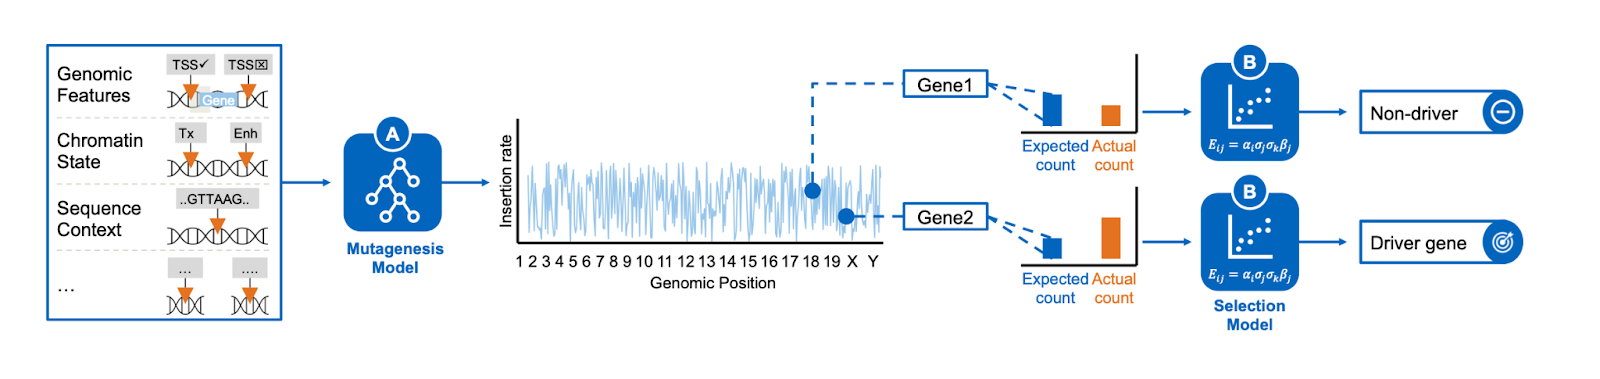 Genomic
Features
TSS✓
TSS☒
Gene
Chromatin
State
Tx
Enh
Sequence
Context
..GTTAAG..
...
...
....
A
Mutagenesis
Model
Insertion rate
1 2 3 4 5 6 7 8 9 10 11 12 13 14 15 16 17 18 19 X Y
Genomic Position
Gene1
Expected
count
Actual
count
B
Eᵢⱼ = αᵢσⱼσₖβⱼ
Non-driver
Gene2
Expected
count
Actual
count
B
Eᵢⱼ = αᵢσⱼσₖβⱼ
Selection
Model
Driver gene